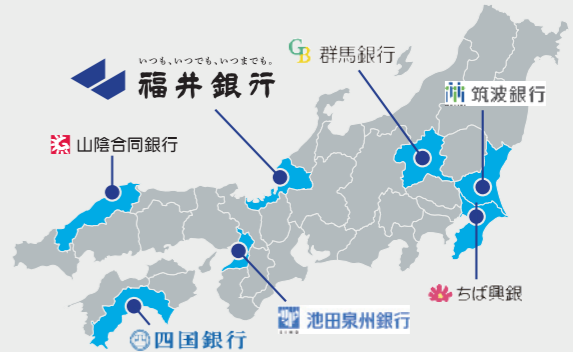 いつも、いつでも、いつまでも。
福井銀行
GB 群馬銀行
筑波銀行
山陰合同銀行
ちば興銀
池田泉州銀行
四国銀行